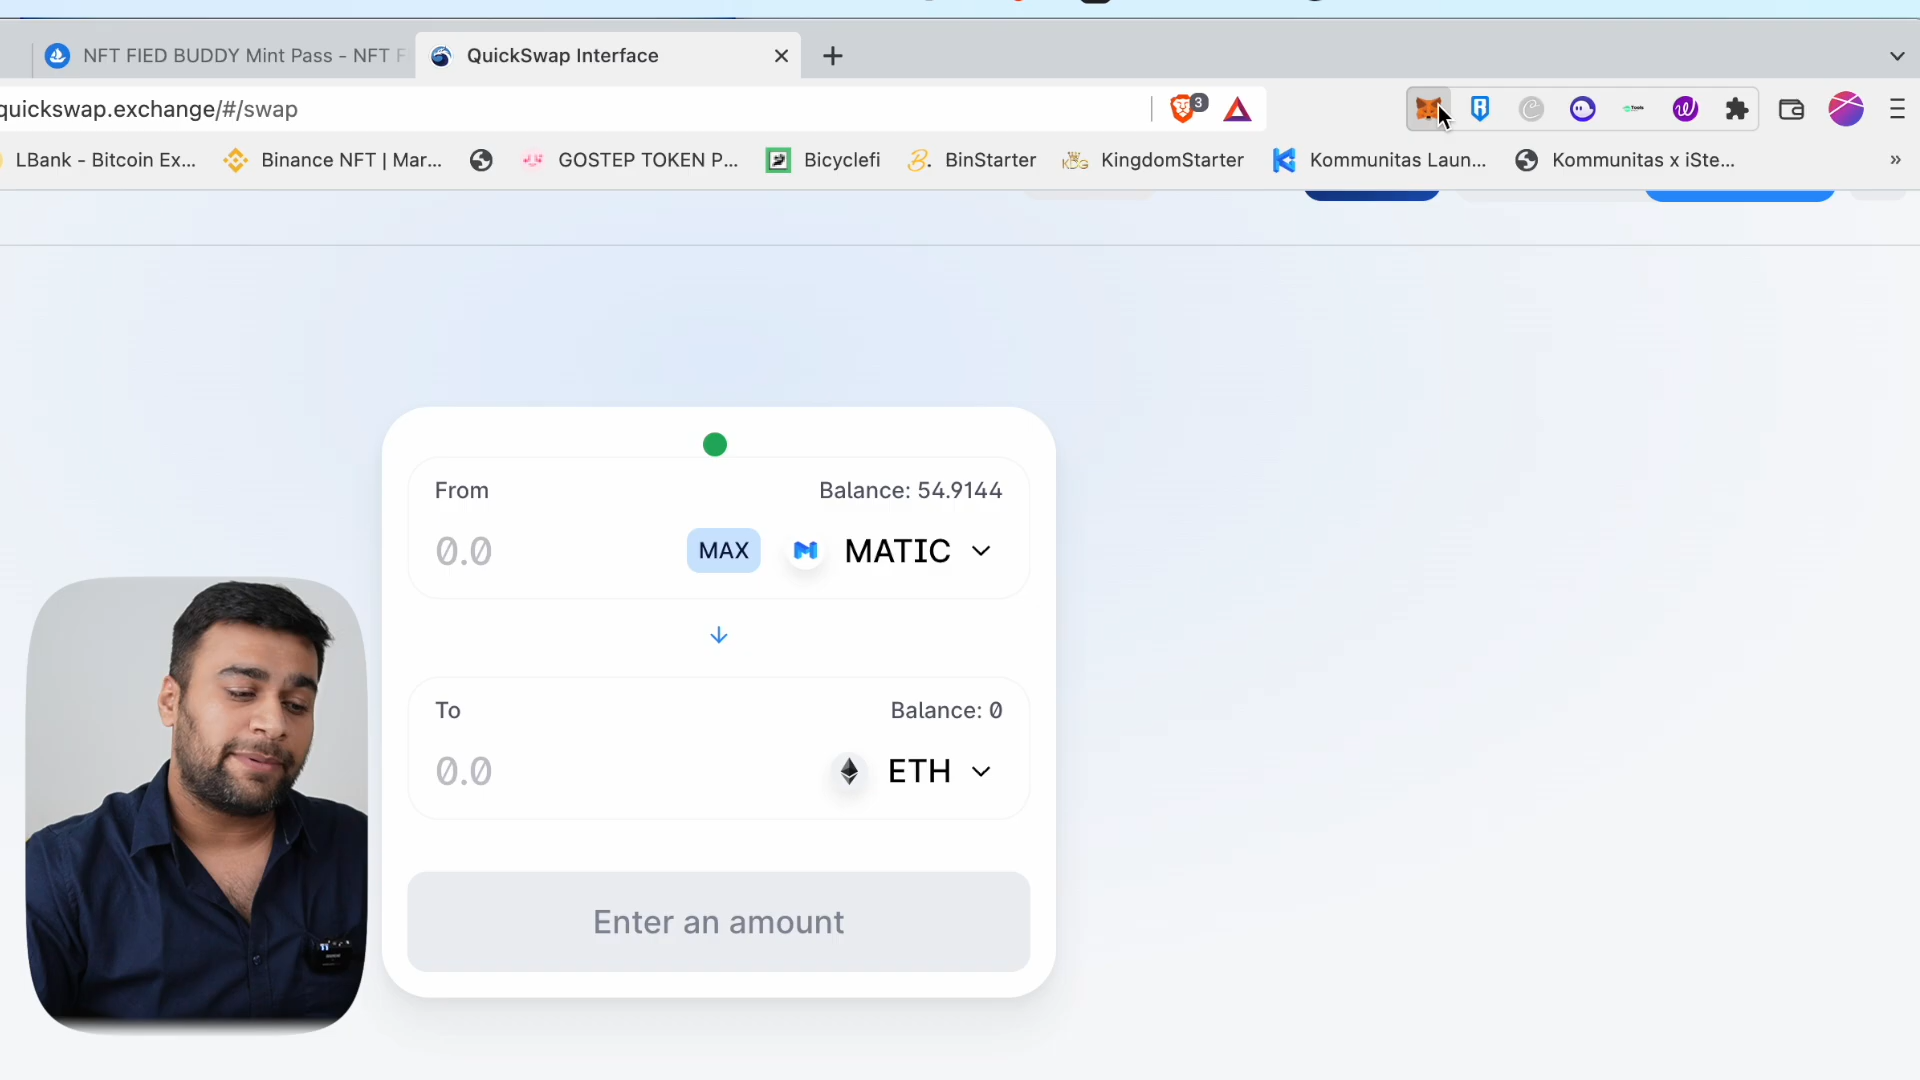 NFT FIED BUDDY Mint Pass - NFT F
QuickSwap Interface
quickswap.exchange/#/swap
3
LBank - Bitcoin Ex...
Binance NFT | Mar...
GOSTEP TOKEN P...
Bicyclefi
BinStarter
KingdomStarter
Kommunitas Laun...
Kommunitas x iSte...
»
From
Balance: 54.9144
0.0
MAX
MATIC
To
Balance: 0
0.0
ETH
Enter an amount